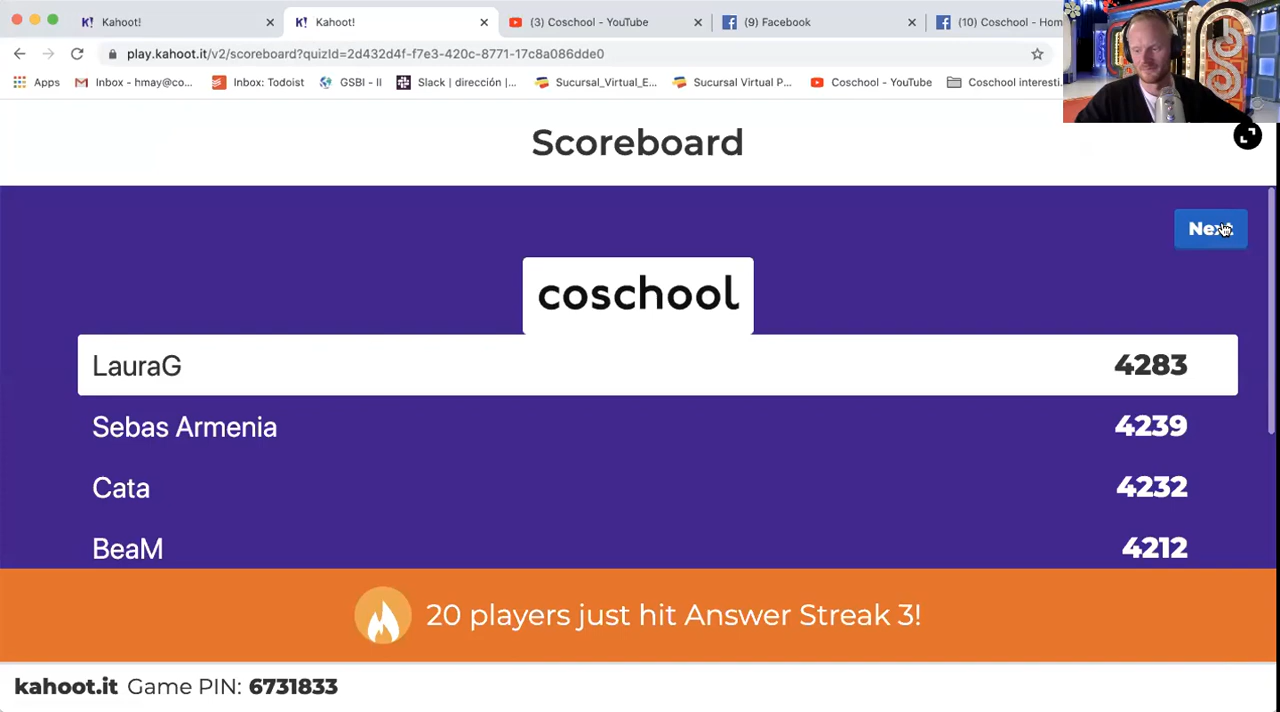 Kahoot!
Kahoot!
(3) Coschool - YouTube
(9) Facebook
(10) Coschool - Hom
play.kahoot.it/v2/scoreboard?quizId=2d432d4f-f7e3-420c-8771-17c8a086dde0
Apps
Inbox - hmay@co...
Inbox: Todoist
GSBI - II
Slack | dirección |...
Sucursal_Virtual_E...
Sucursal Virtual P...
Coschool - YouTube
Coschool interesti...
Scoreboard
Next
coschool
LauraG 4283
Sebas Armenia 4239
Cata 4232
BeaM 4212
20 players just hit Answer Streak 3!
kahoot.it Game PIN: 6731833